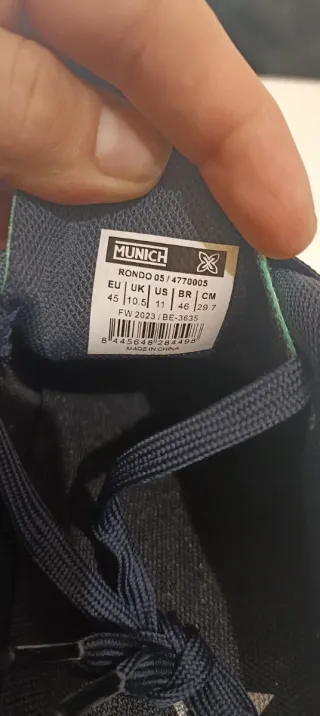 MUNICH
RONDO 05 / 4770005
EU | UK | US | BR | CM
45 | 10.5 | 11 | 46 | 29.7
FW 2023 / BE-3635
8 445648 284498
MADE IN CHINA